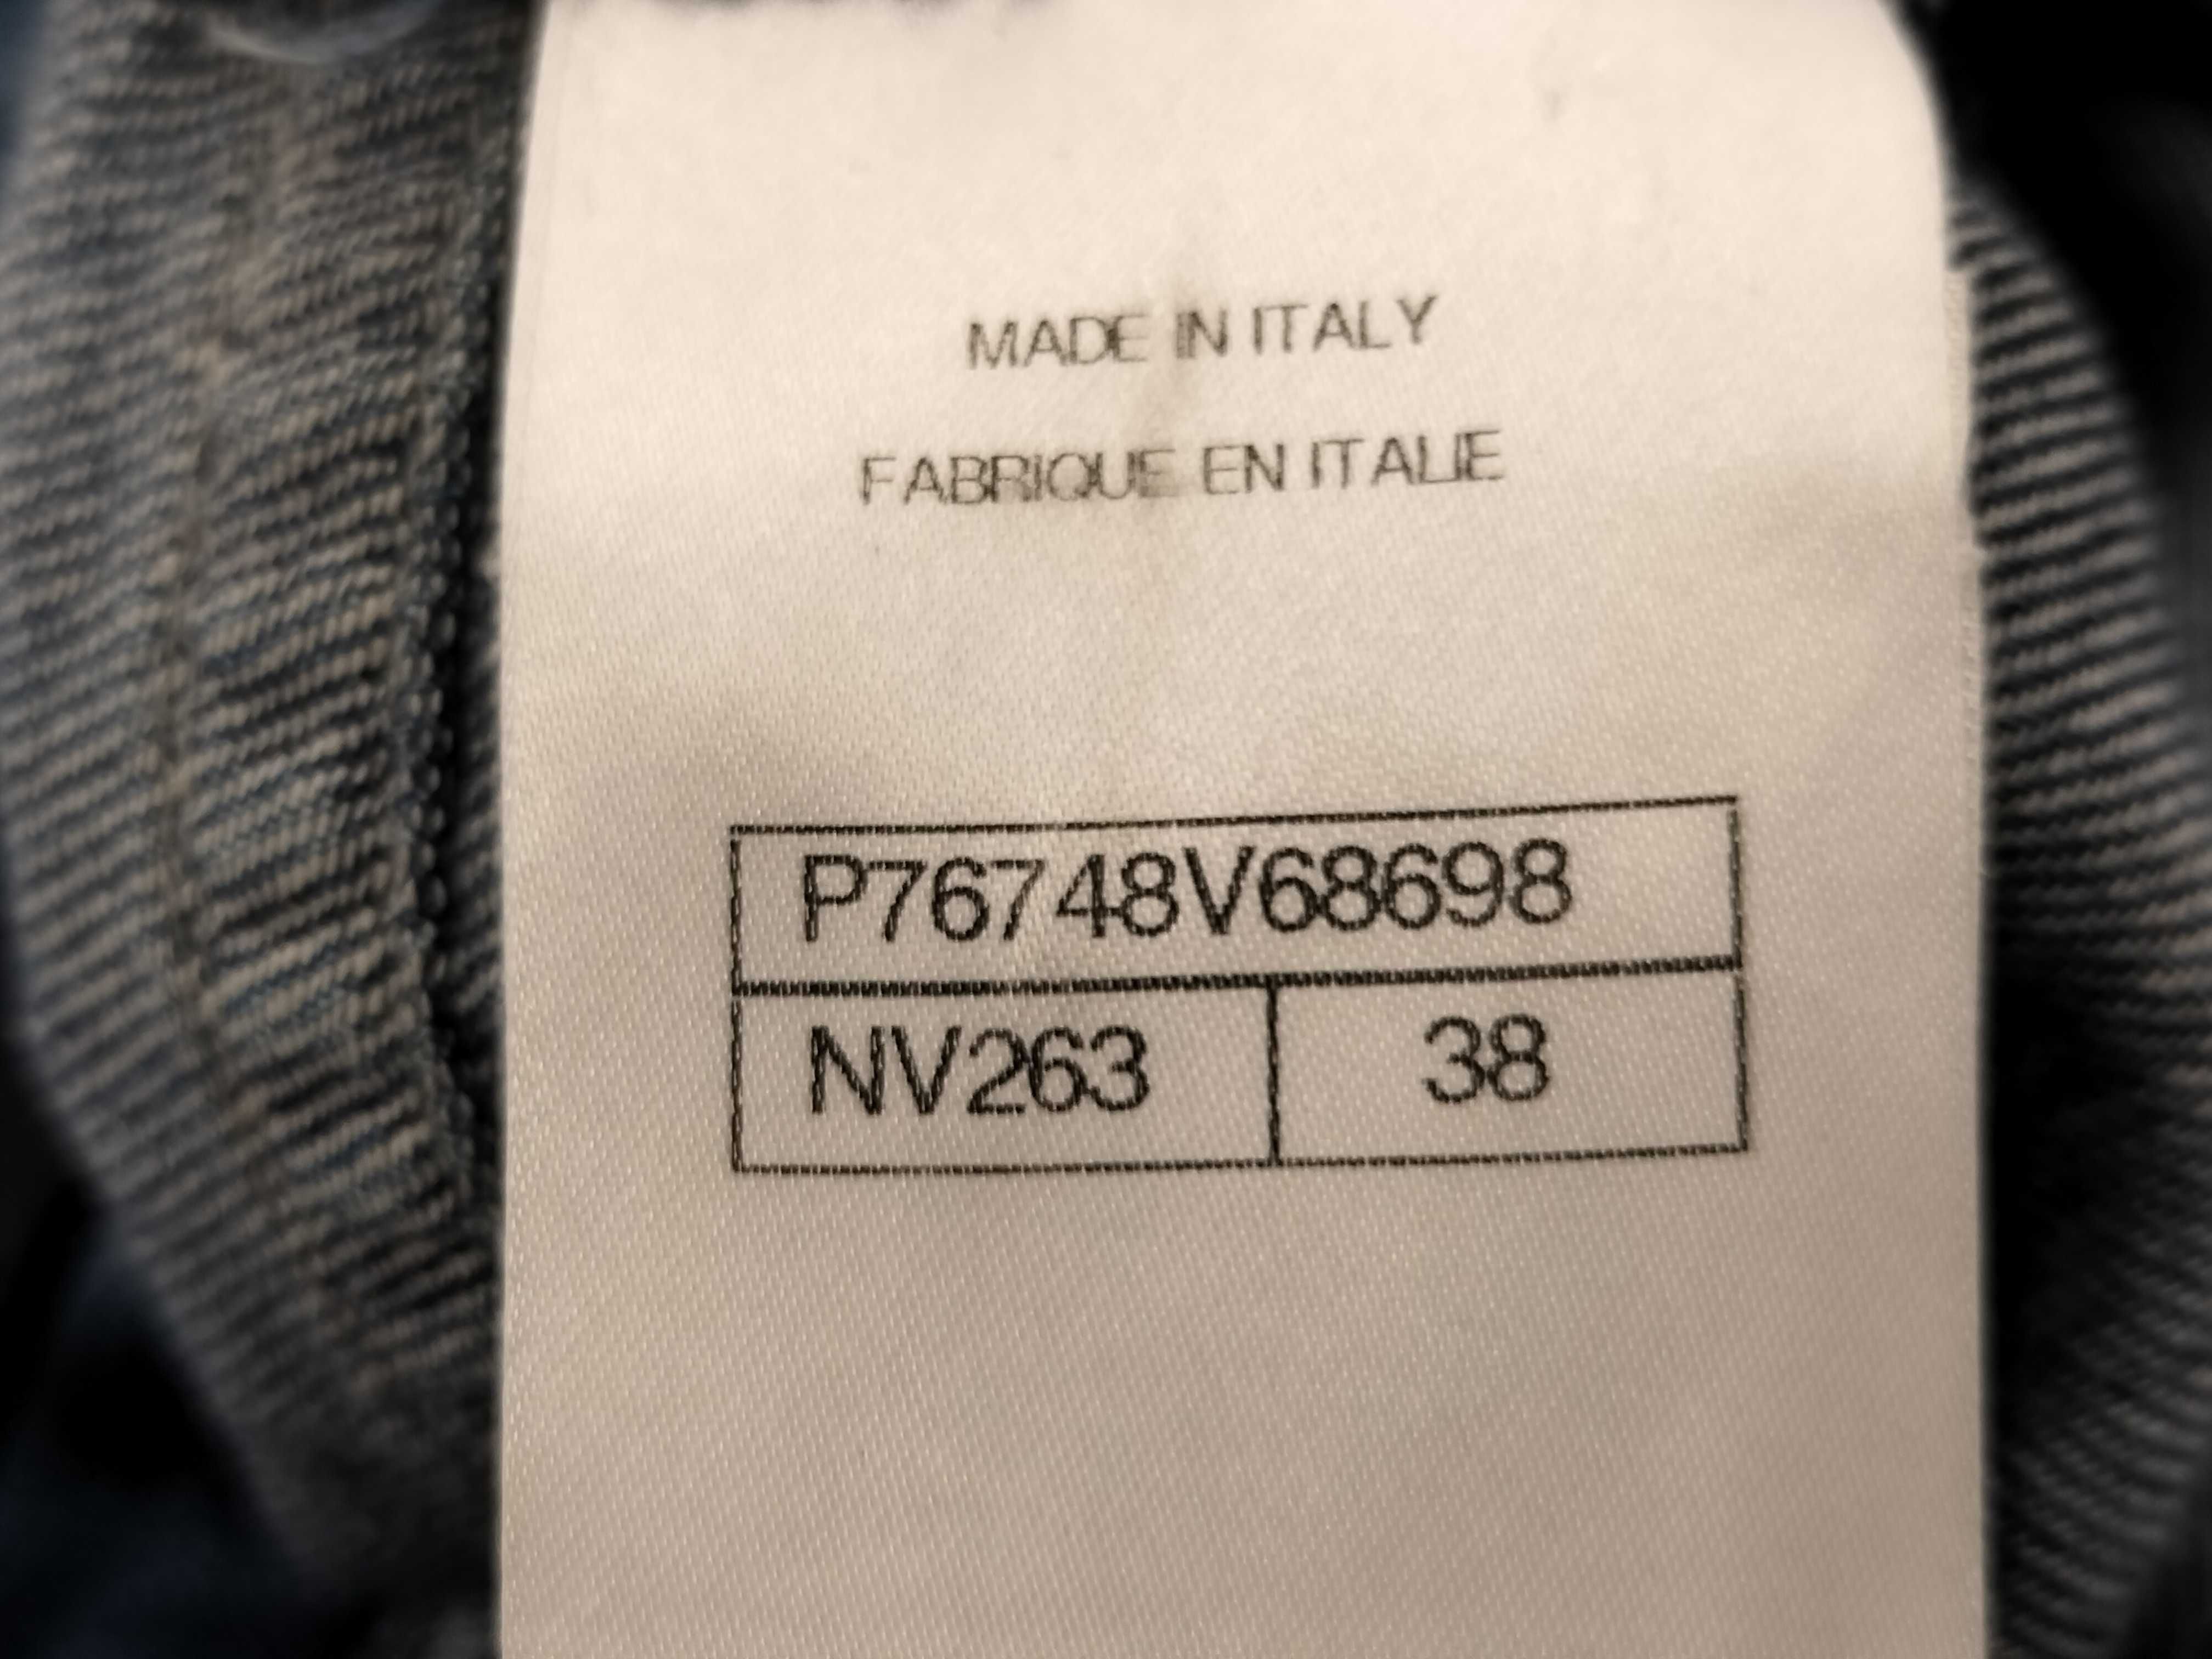 MADE IN ITALY
FABRIQUE EN ITALIE
P76748V68698
NV263 38